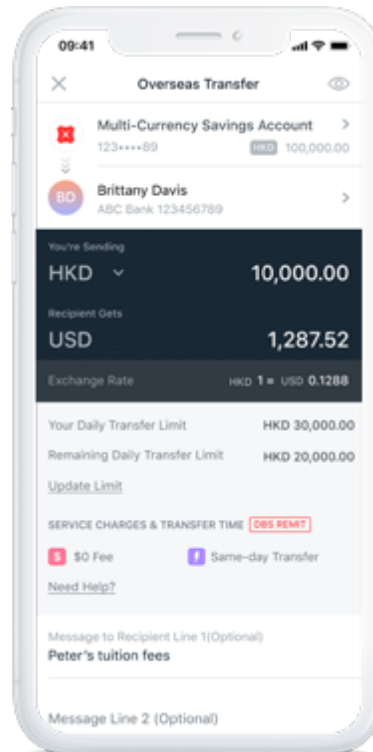 09:41
Overseas Transfer
Multi-Currency Savings Account
123••••89 HKD 100,000.00
BD
Brittany Davis
ABC Bank 123456789
You're Sending
HKD 10,000.00
Recipient Gets
USD 1,287.52
Exchange Rate HKD 1 = USD 0.1288
Your Daily Transfer Limit HKD 30,000.00
Remaining Daily Transfer Limit HKD 20,000.00
Update Limit
SERVICE CHARGES & TRANSFER TIME DBS REMIT
$ $0 Fee Same-day Transfer
Need Help?
Message to Recipient Line 1(Optional)
Peter's tuition fees
Message Line 2 (Optional)